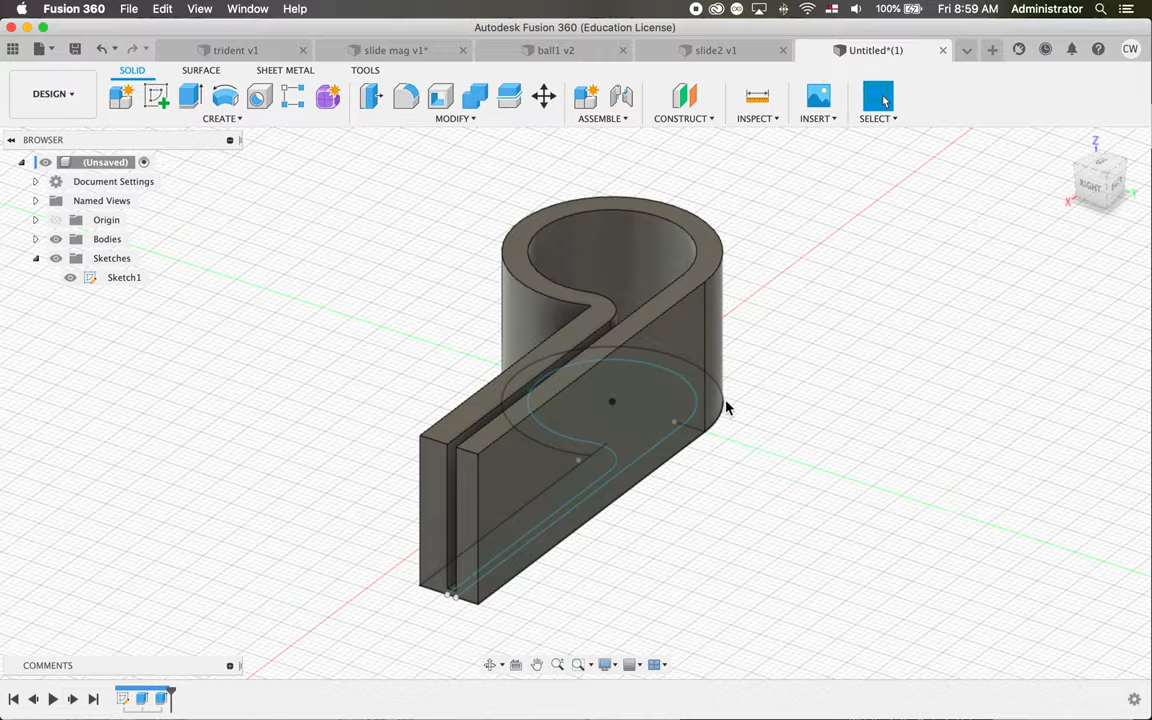 Fusion 360 File Edit View Window Help 100% Fri 8:59 AM Administrator
Autodesk Fusion 360 (Education License)
trident v1 slide mag v1* ball1 v2 slide2 v1 Untitled*(1) CW
SOLID SURFACE SHEET METAL TOOLS
DESIGN
CREATE MODIFY ASSEMBLE CONSTRUCT INSPECT INSERT SELECT
BROWSER
(Unsaved)
Document Settings
Named Views
Origin
Bodies
Sketches
Sketch1
Z
RIGHT
X
Y
COMMENTS